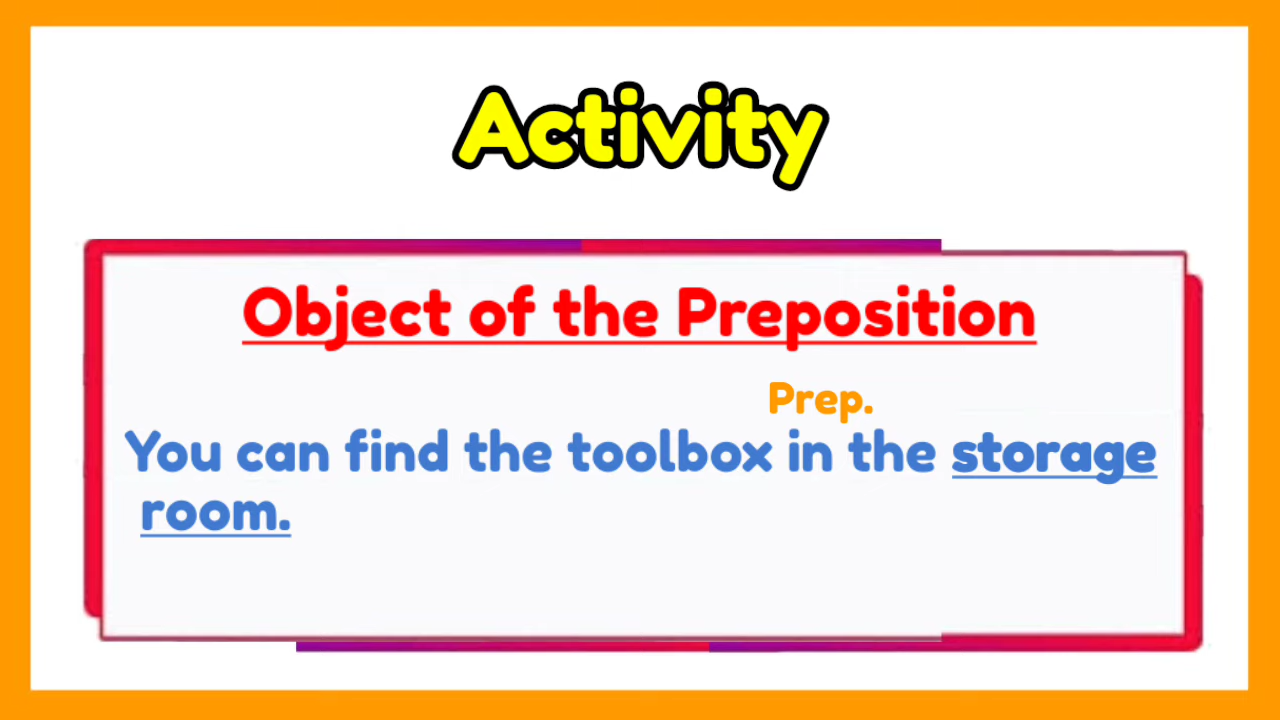 Activity
Object of the Preposition
Prep.
You can find the toolbox in the storage
room.